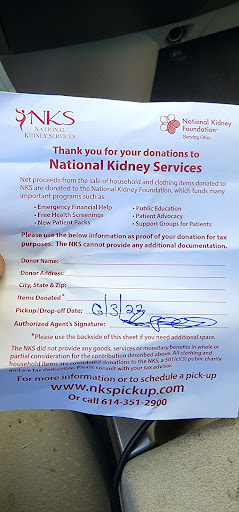 NKS
NATIONAL
KIDNEY SERVICES
National Kidney
Foundation
Serving Ohio
Thank you for your donations to
National Kidney Services
Net proceeds from the sale of household and clothing items donated to
NKS are donated to the National Kidney Foundation, which funds many
important programs such as:
• Emergency Financial Help
• Free Health Screenings
• New Patient Packs
• Public Education
• Patient Advocacy
• Support Groups for Patients
Please use the below information as proof of your donation for tax
purposes. The NKS cannot provide any additional documentation.
Donor Name:
Donor Address:
City, State & Zip:
Items Donated*
Pickup/Drop-off Date: 6/3/23
Authorized Agent's Signature:
*Please use the backside of this sheet if you need additional space.
The NKS did not provide any goods, services or monetary benefits in whole or
partial consideration for the contribution described above. All clothing and
household items are considered donations to the NKS, a 501(c)(3) public charity
and are tax deductible. Please consult with your tax advisor.
For more information or to schedule a pick-up
www.nkspickup.com
Or call 614-351-2900